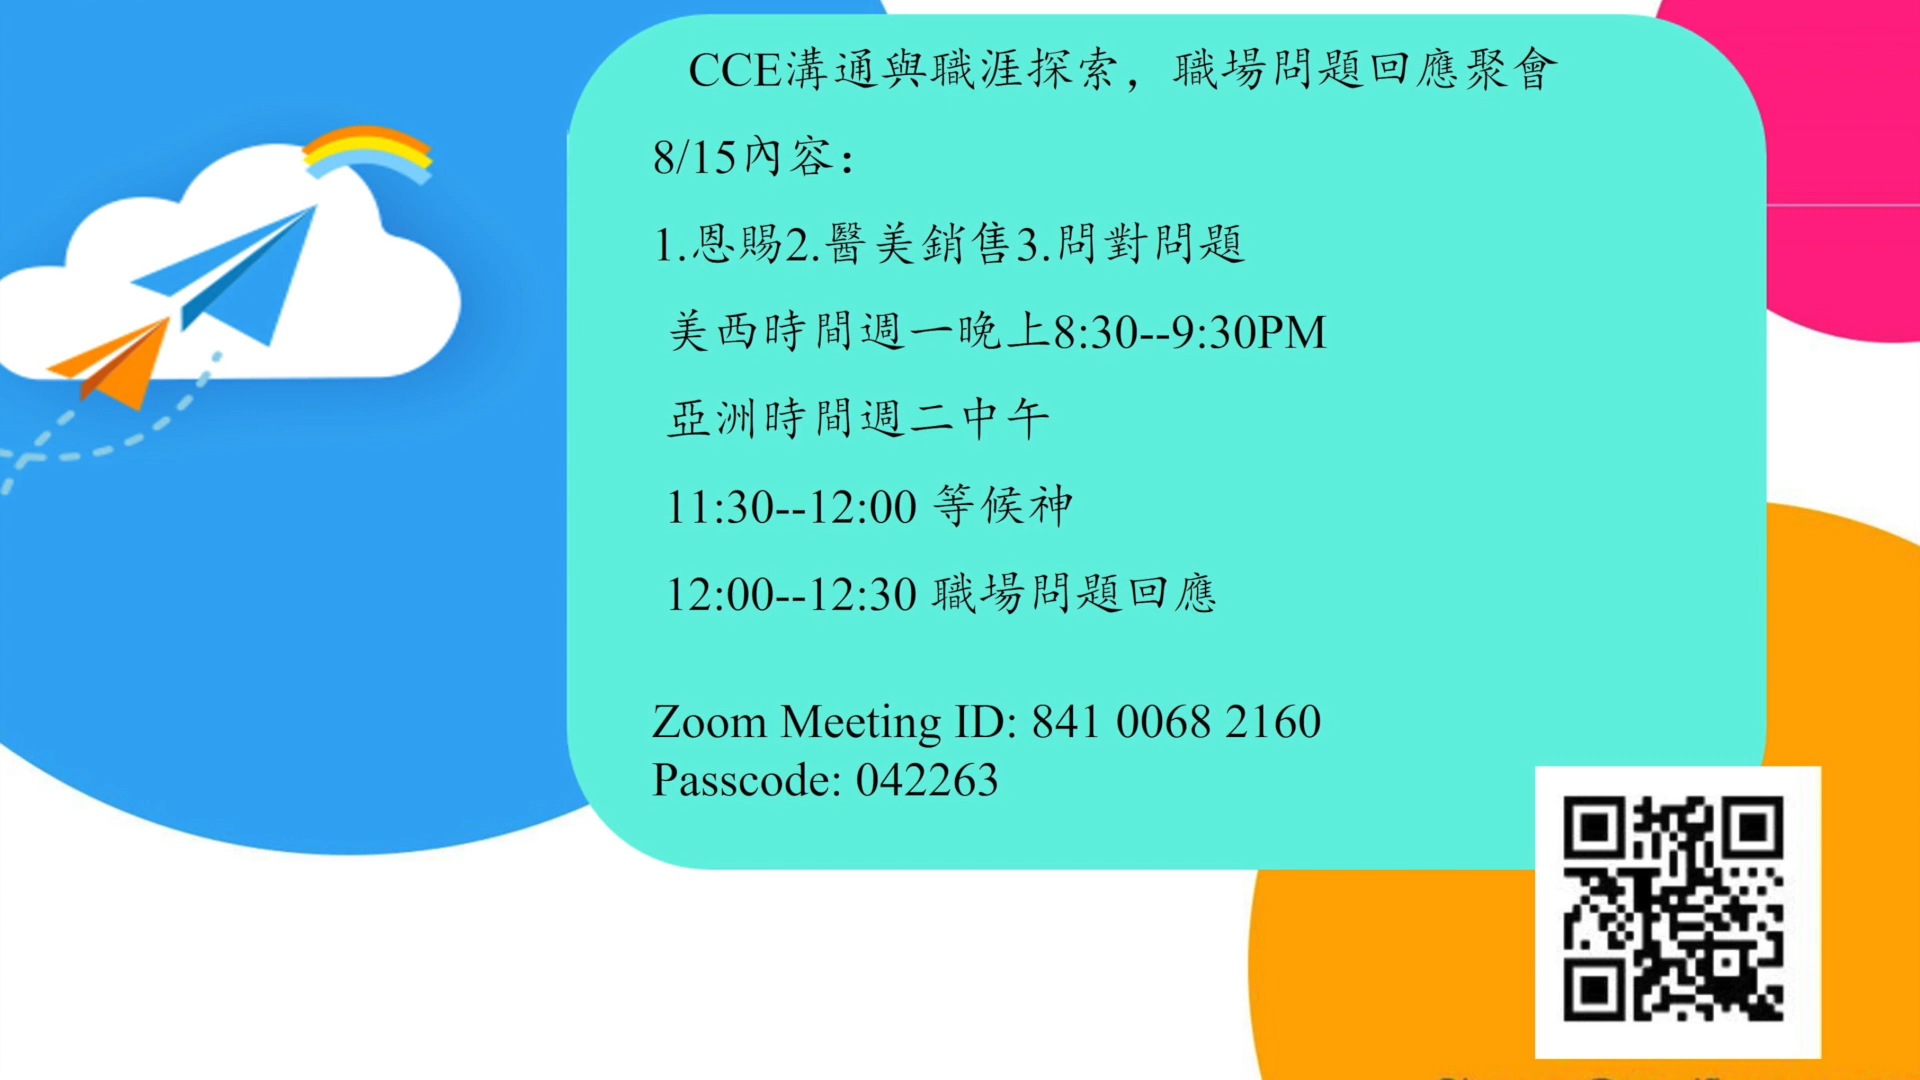 CCE溝通與職涯探索，職場問題回應聚會
8/15內容：
1.恩賜2.醫美銷售3.問對問題
美西時間週一晚上8:30--9:30PM
亞洲時間週二中午
11:30--12:00 等候神
12:00--12:30 職場問題回應
Zoom Meeting ID: 841 0068 2160
Passcode: 042263